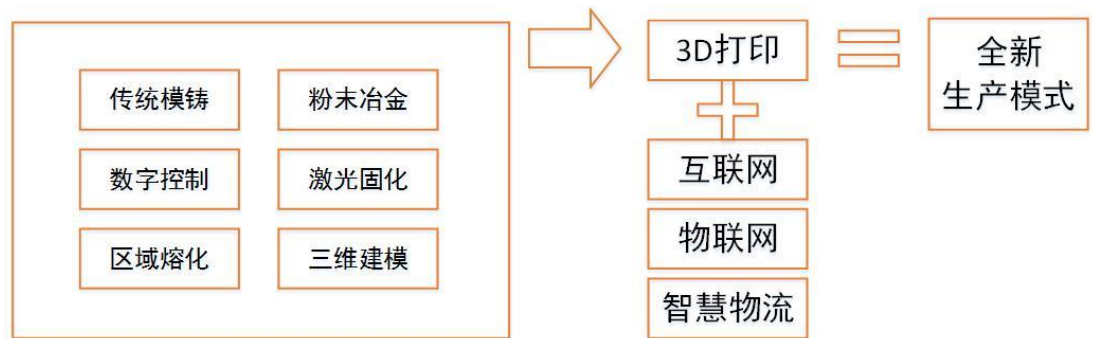 传统模铸
粉末冶金
数字控制
激光固化
区域熔化
三维建模
3D打印
互联网
物联网
智慧物流
全新
生产模式